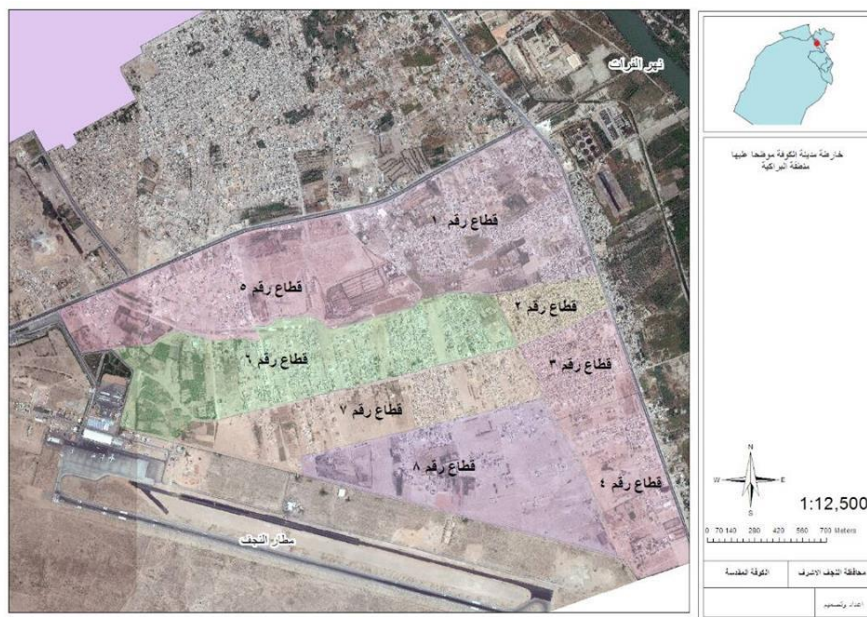 نهر الفرات
قطاع رقم ١
قطاع رقم ٥
قطاع رقم ٢
قطاع رقم ٣
قطاع رقم ٦
قطاع رقم ٧
قطاع رقم ٨
قطاع رقم ٤
مطار النجف
خارطة مدينة الكوفة موضحا عليها
منطقة البراكية
N
W E
S
1:12,500
0 70 140 280 420 560 700 Meters
محافظة النجف الاشرف
الكوفة المقدسة
اعداد وتصميم